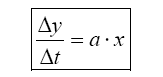 Δy/Δt = a · x